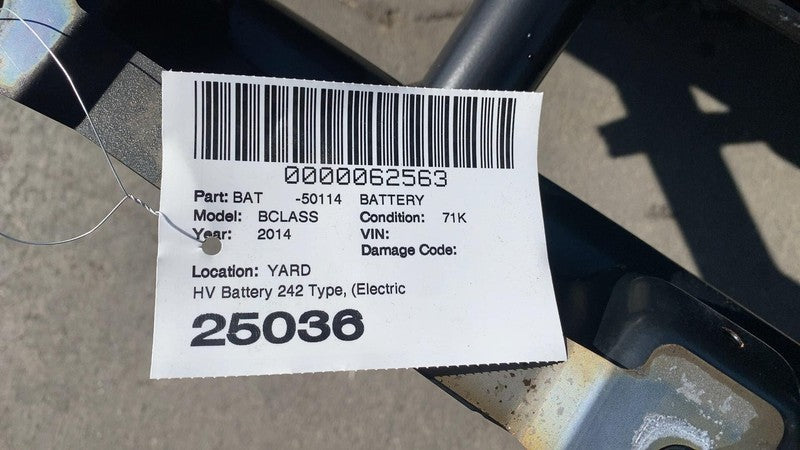 0000062563
Part: BAT -50114 BATTERY
Model: BCLASS Condition: 71K
Year: 2014 VIN:
Damage Code:
Location: YARD
HV Battery 242 Type, (Electric
25036